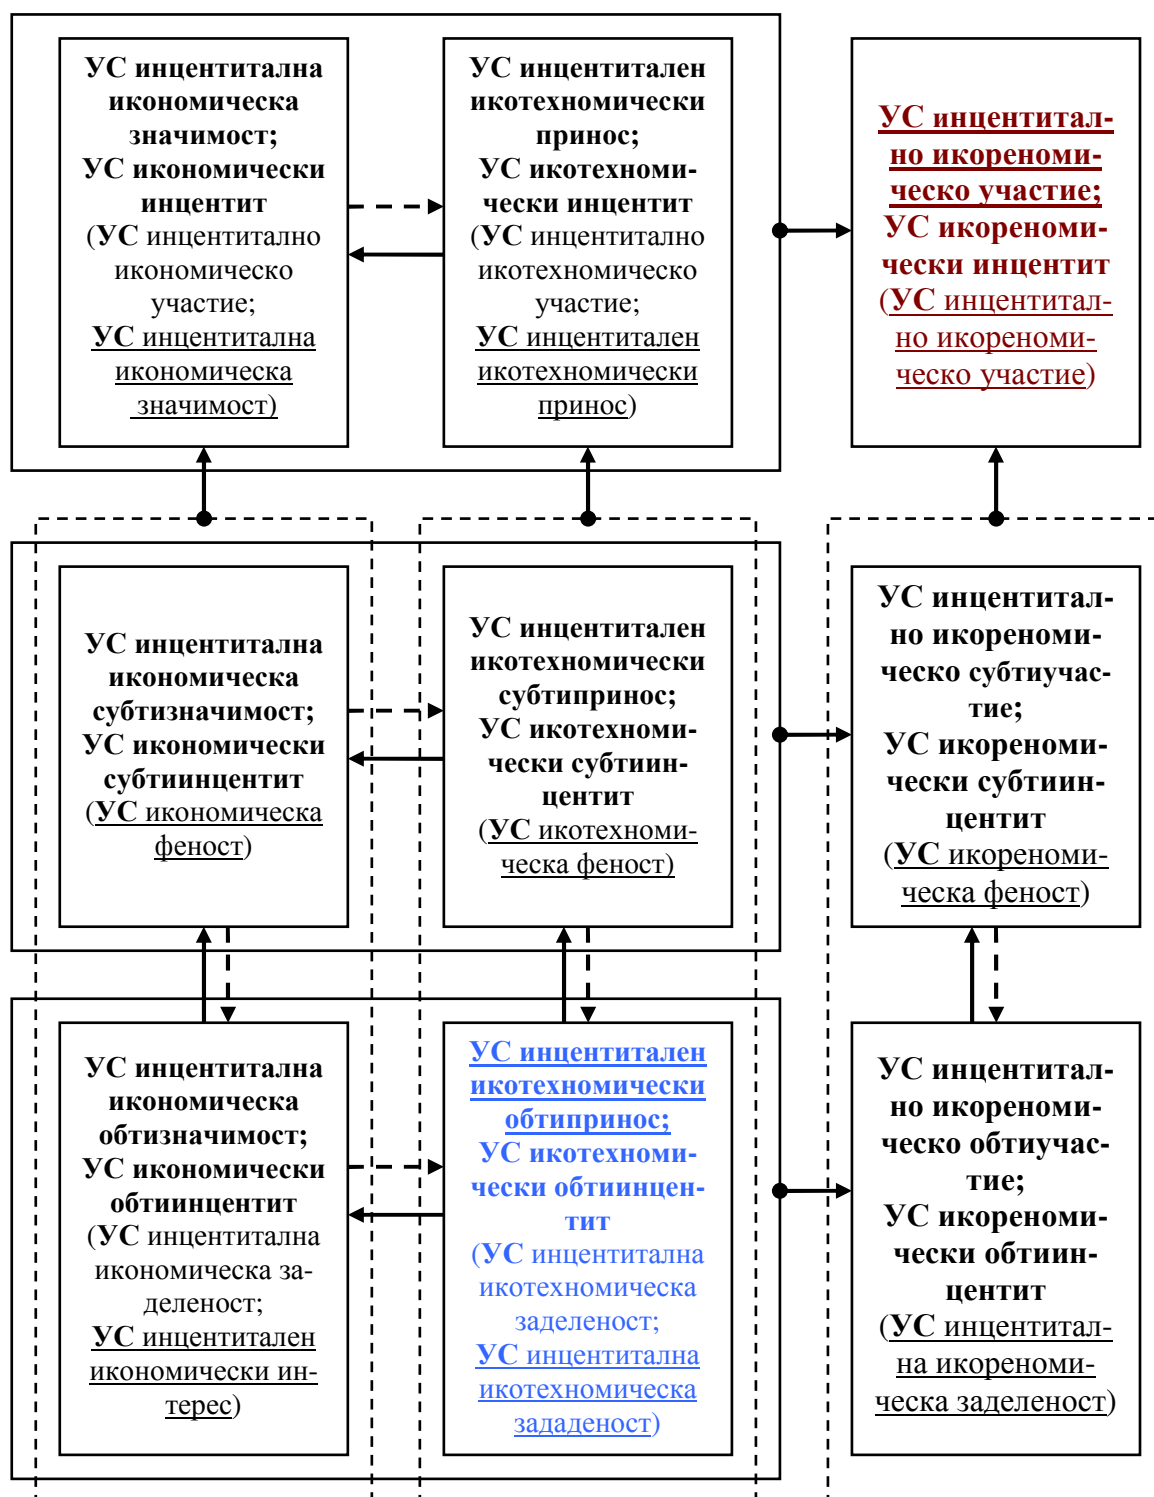 УС инцентитална
икономическа
значимост;
УС икономически
инцентит
(УС инцентитално
икономическо
участие;
УС инцентитална
икономическа
значимост)
УС инцентитален
икотехномически
принос;
УС икотехноми-
чески инцентит
(УС инцентитално
икотехномическо
участие;
УС инцентитален
икотехномически
принос)
УС инцентитал-
но икореноми-
ческо участие;
УС икореноми-
чески инцентит
(УС инцентитал-
но икореноми-
ческо участие)
УС инцентитална
икономическа
субтизначимост;
УС икономически
субтиинцентит
(УС икономическа
феност)
УС инцентитален
икотехномически
субтипринос;
УС икотехноми-
чески субтиин-
центит
(УС икотехноми-
ческа феност)
УС инцентитал-
но икореноми-
ческо субтиучас-
тие;
УС икореноми-
чески субтиин-
центит
(УС икореноми-
ческа феност)
УС инцентитална
икономическа
обтизначимост;
УС икономически
обтиинцентит
(УС инцентитална
икономическа за-
деленост;
УС инцентитален
икономически ин-
терес)
УС инцентитален
икотехномически
обтипринос;
УС икотехноми-
чески обтиинцен-
тит
(УС инцентитална
икотехномическа
заделеност;
УС инцентитална
икотехномическа
зададеност)
УС инцентитал-
но икореноми-
ческо обтиучас-
тие;
УС икореноми-
чески обтиин-
центит
(УС инцентитал-
на икореноми-
ческа заделеност)